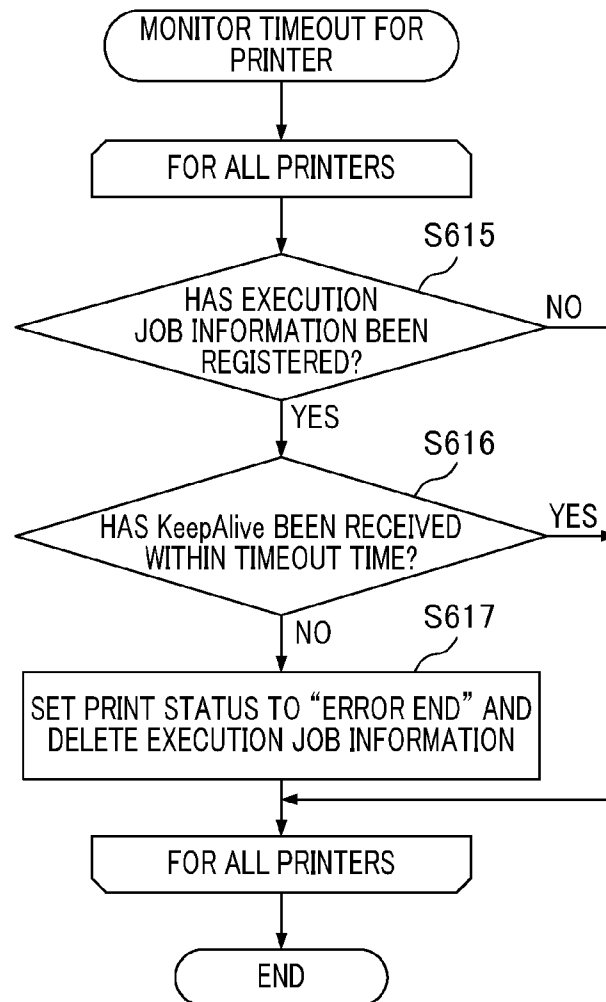 MONITOR TIMEOUT FOR
PRINTER
FOR ALL PRINTERS
S615
HAS EXECUTION
JOB INFORMATION BEEN
REGISTERED?
NO
YES
S616
HAS KeepAlive BEEN RECEIVED
WITHIN TIMEOUT TIME?
YES
NO
S617
SET PRINT STATUS TO “ERROR END” AND
DELETE EXECUTION JOB INFORMATION
FOR ALL PRINTERS
END